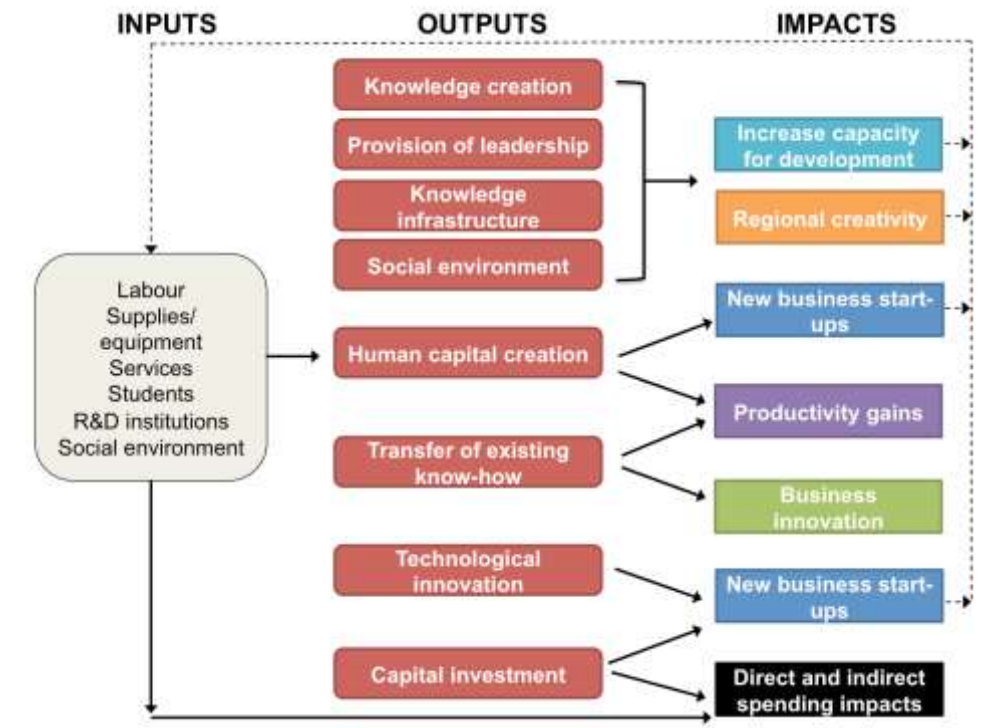 INPUTS
OUTPUTS
IMPACTS
Labour
Supplies/
equipment
Services
Students
R&D institutions
Social environment
Knowledge creation
Provision of leadership
Knowledge
infrastructure
Social environment
Human capital creation
Transfer of existing
know-how
Technological
innovation
Capital investment
Increase capacity
for development
Regional creativity
New business start-
ups
Productivity gains
Business
innovation
New business start-
ups
Direct and indirect
spending impacts